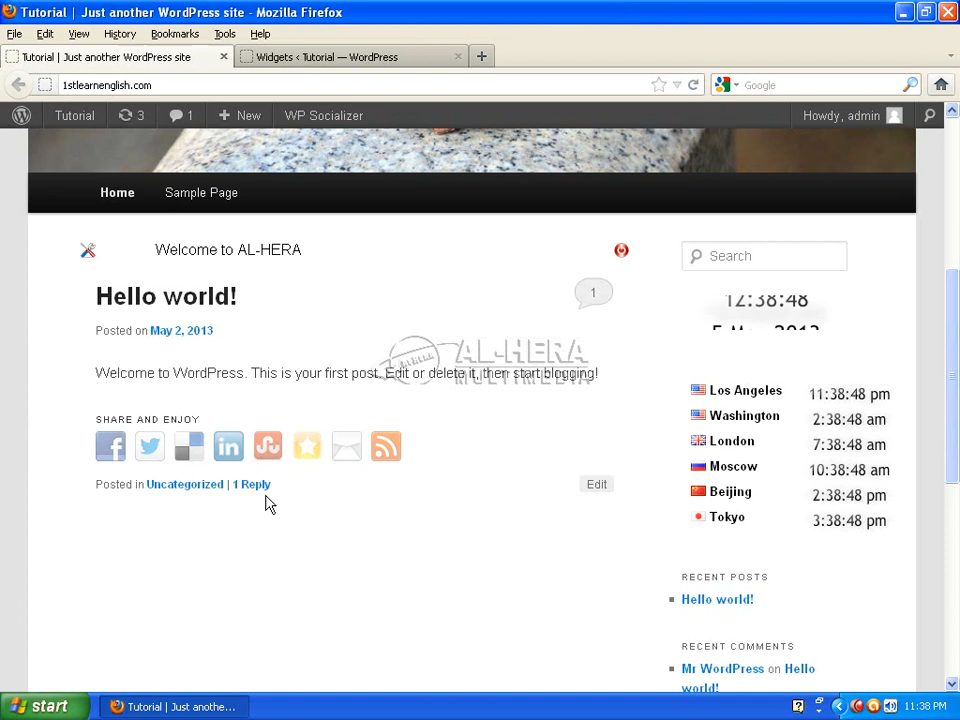 Tutorial | Just another WordPress site - Mozilla Firefox
File Edit View History Bookmarks Tools Help
Tutorial | Just another WordPress site
Widgets ‹ Tutorial — WordPress
1stlearnenglish.com
Google
Tutorial 3 1 + New WP Socializer Howdy, admin
Home Sample Page
Welcome to AL-HERA
Search
Hello world!
1
12:38:48
Posted on May 2, 2013
AL-HERA
MULTIMEDIA
Welcome to WordPress. This is your first post. Edit or delete it, then start blogging!
Los Angeles 11:38:48 pm
Washington 2:38:48 am
London 7:38:48 am
Moscow 10:38:48 am
Beijing 2:38:48 pm
Tokyo 3:38:48 pm
SHARE AND ENJOY
Posted in Uncategorized | 1 Reply
Edit
RECENT POSTS
Hello world!
RECENT COMMENTS
Mr WordPress on Hello
world!
start
Tutorial | Just anothe...
11:38 PM